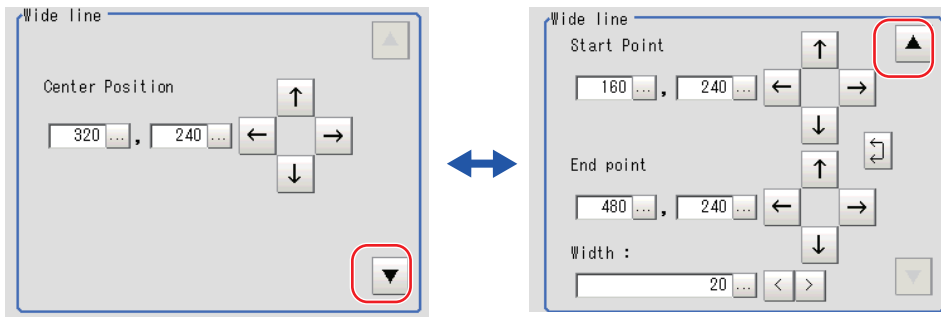 Wide line
Center Position
320 ... , 240 ... ← ↑ ↓ →
▼
Wide line
Start Point
▲
160 ... , 240 ... ← ↑ ↓ →
End point
480 ... , 240 ... ← ↑ ↓ →
Width :
20 ... < >